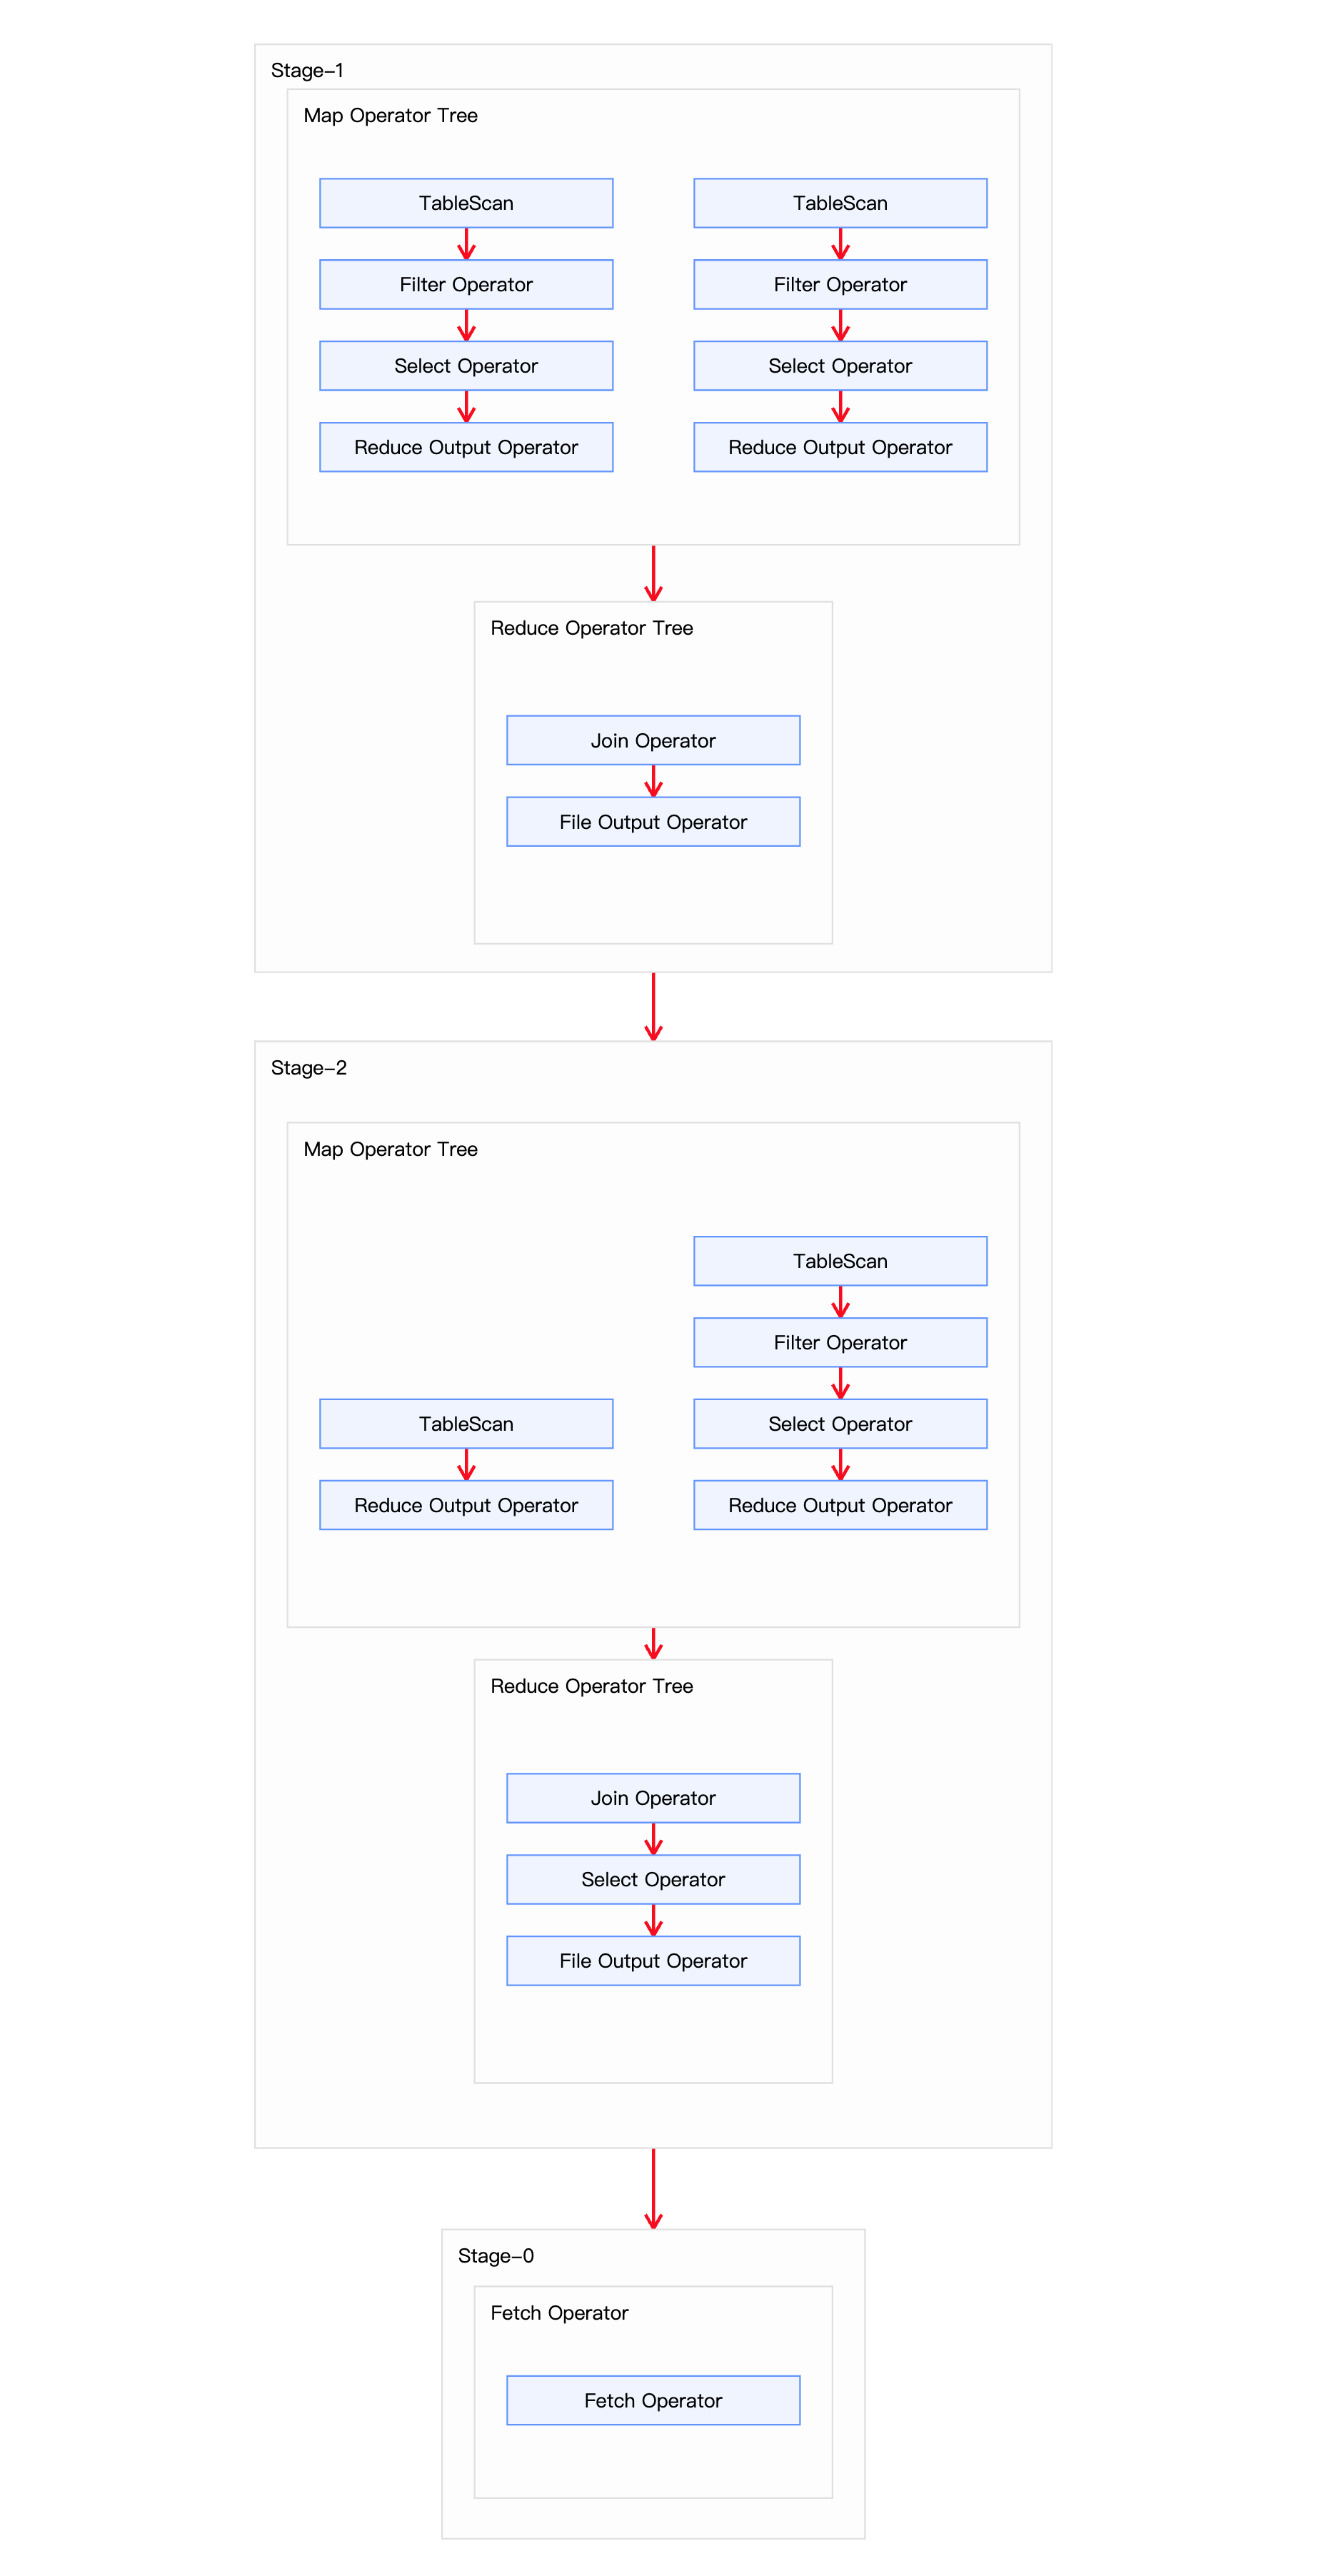 Stage-1
Map Operator Tree
TableScan
TableScan
Filter Operator
Filter Operator
Select Operator
Select Operator
Reduce Output Operator
Reduce Output Operator
Reduce Operator Tree
Join Operator
File Output Operator
Stage-2
Map Operator Tree
TableScan
Filter Operator
TableScan
Select Operator
Reduce Output Operator
Reduce Output Operator
Reduce Operator Tree
Join Operator
Select Operator
File Output Operator
Stage-0
Fetch Operator
Fetch Operator